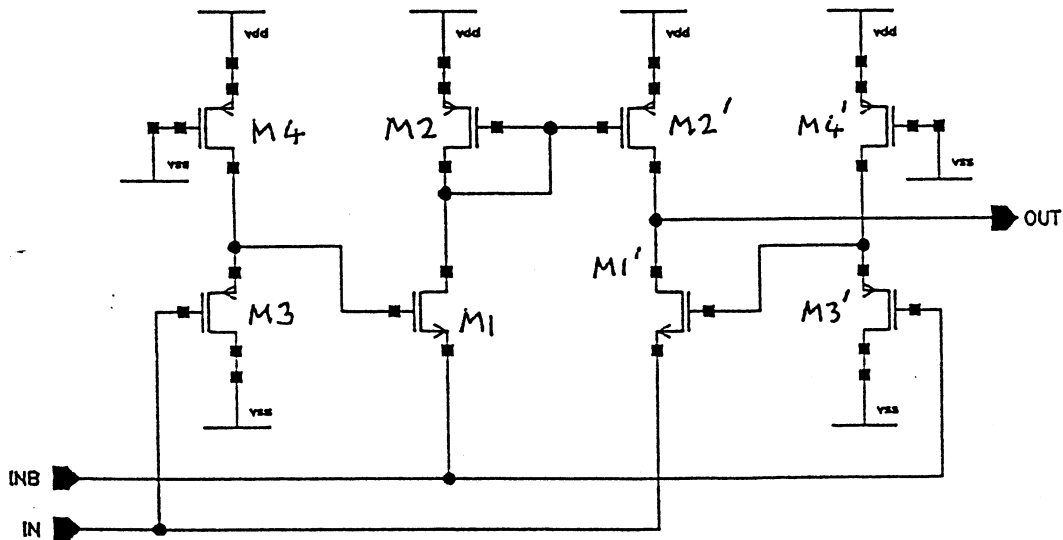 vdd vdd vdd vdd
M4 M2 M2' M4'
vss vss
OUT
M3 M1 M1' M3'
vss vss
INB
IN